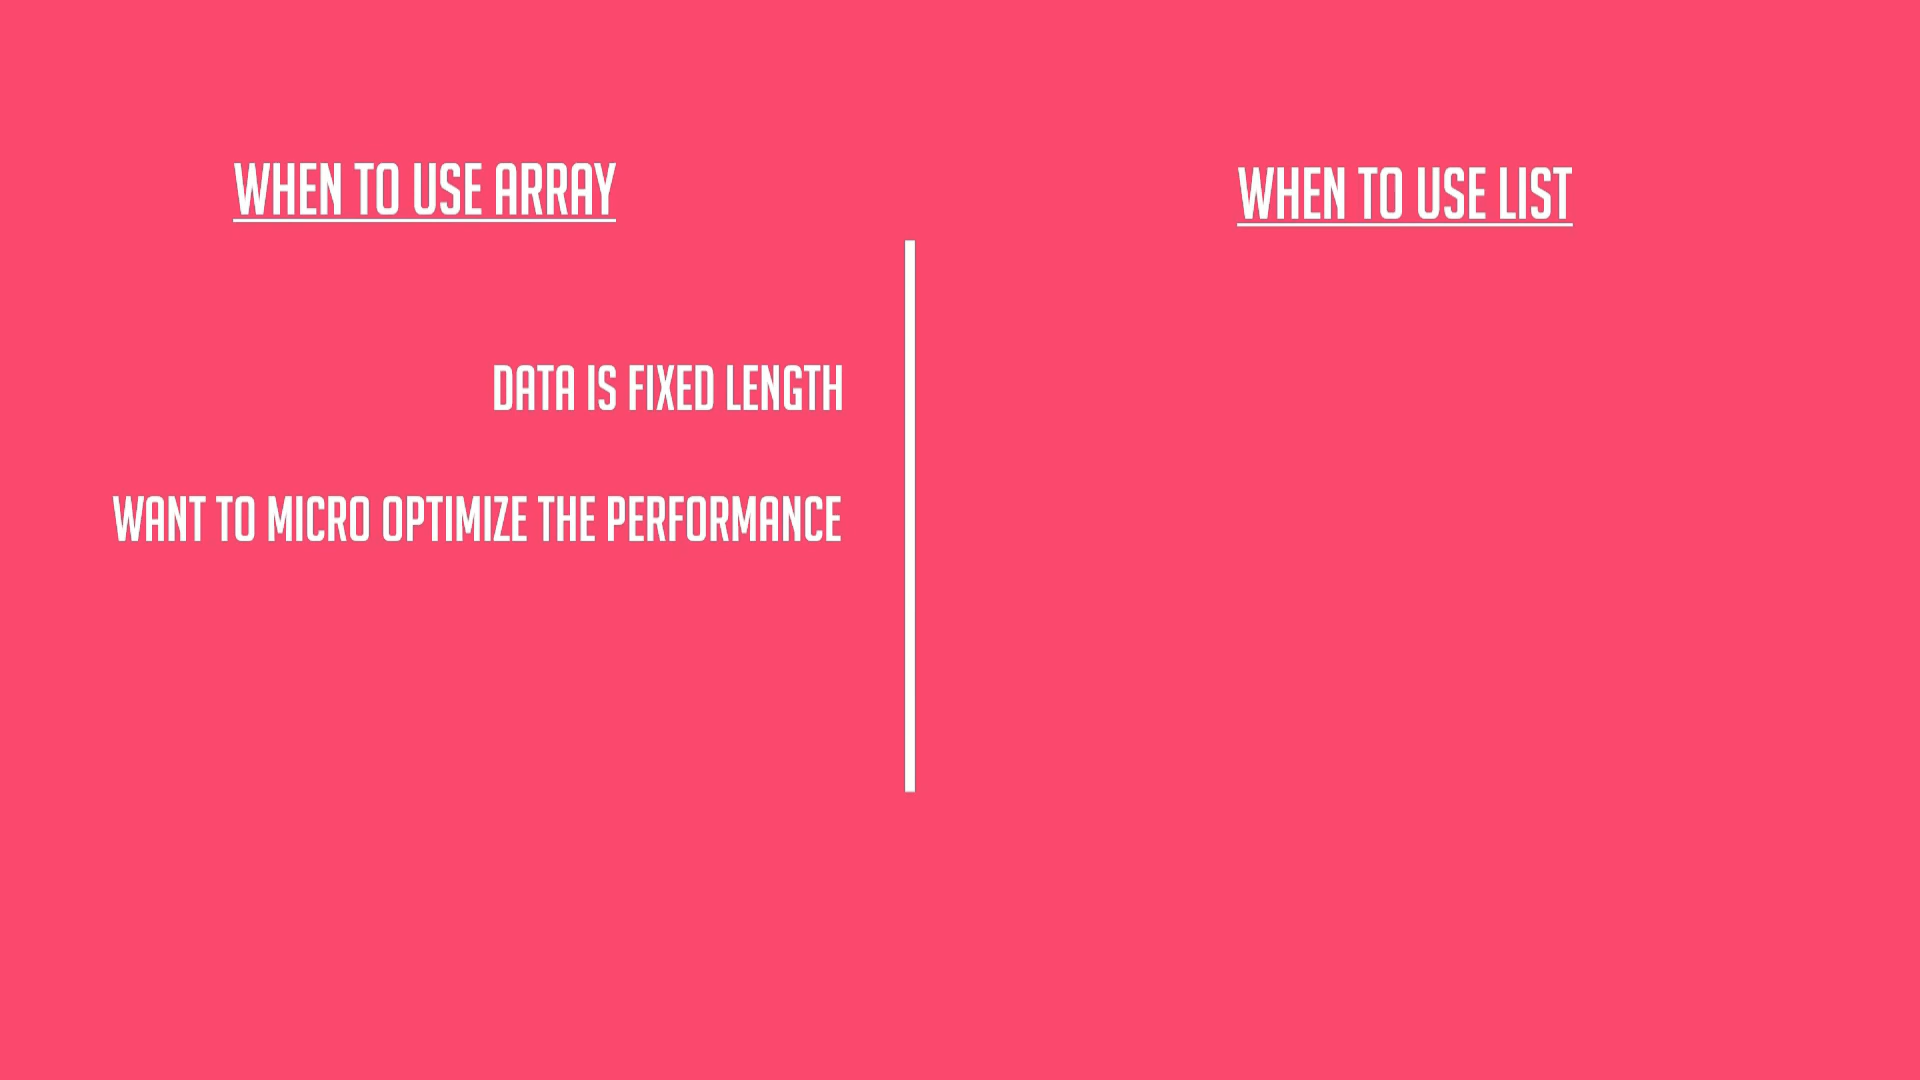 WHEN TO USE ARRAY
DATA IS FIXED LENGTH
WANT TO MICRO OPTIMIZE THE PERFORMANCE
WHEN TO USE LIST